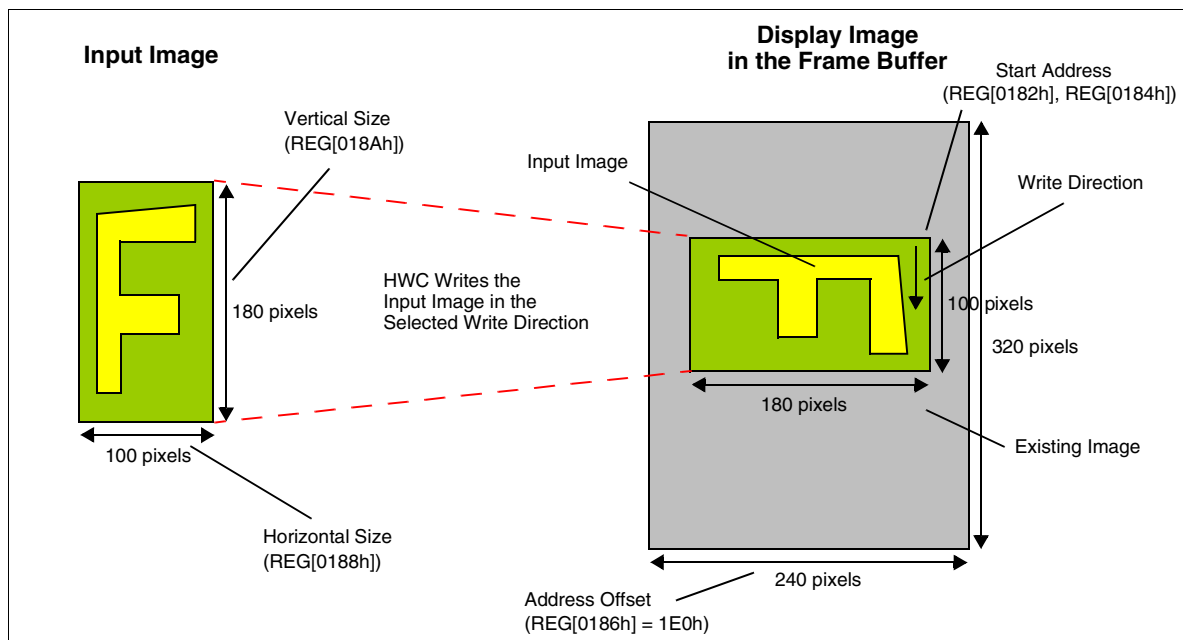 Input Image
Display Image
in the Frame Buffer
Start Address
(REG[0182h], REG[0184h])
Vertical Size
(REG[018Ah])
Input Image
Write Direction
HWC Writes the
Input Image in the
Selected Write Direction
180 pixels
100 pixels
320 pixels
180 pixels
100 pixels
Existing Image
Horizontal Size
(REG[0188h])
240 pixels
Address Offset
(REG[0186h] = 1E0h)